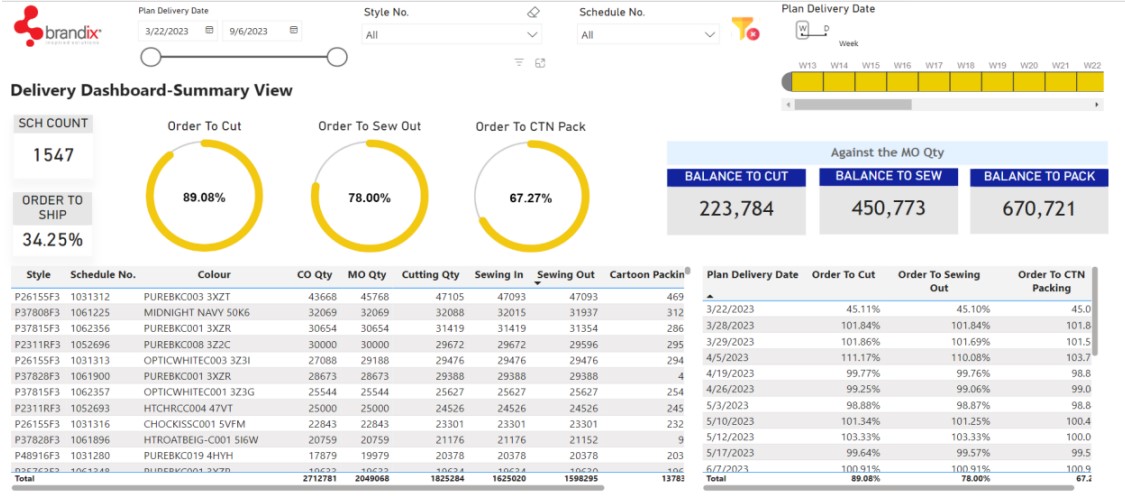 brandix
Plan Delivery Date
3/22/2023 9/6/2023
Style No.
All
Schedule No.
All
Plan Delivery Date
W D
Week
W13 W14 W15 W16 W17 W18 W19 W20 W21 W22
Delivery Dashboard-Summary View
SCH COUNT
1547
ORDER TO SHIP
34.25%
Order To Cut
89.08%
Order To Sew Out
78.00%
Order To CTN Pack
67.27%
Against the MO Qty
BALANCE TO CUT BALANCE TO SEW BALANCE TO PACK
223,784 450,773 670,721
Style Schedule No. Colour CO Qty MO Qty Cutting Qty Sewing In Sewing Out Cartoon Packin
P26155F3 1031312 PUREBKC003 3XZT 43668 45768 47105 47093 47093 469
P37808F3 1061225 MIDNIGHT NAVY 50K6 32069 32069 32088 32015 31937 312
P37815F3 1062356 PUREBKC001 3XZR 30654 30654 31419 31419 31354 286
P2311RF3 1052696 PUREBKC008 3Z2C 30000 30000 29672 29672 29596 295
P26155F3 1031313 OPTICWHITEC003 3Z3I 27088 29188 29476 29476 29476 294
P37828F3 1061900 PUREBKC001 3XZR 28673 28673 29388 29388 29388 4
P37815F3 1062357 OPTICWHITEC001 3Z3G 25544 25544 25627 25627 25627 254
P2311RF3 1052693 HTCHRCC004 47VT 25000 25000 24526 24526 24526 245
P26155F3 1031316 CHOCKISSC001 5VFM 22843 22843 23301 23301 23301 232
P37828F3 1061896 HTROATBEIG-C001 5I6W 20759 20759 21176 21176 21152 9
P48916F3 1031280 PUREBKC019 4HYH 17879 19979 20378 20378 20378 203
Total 2712781 2049068 1825284 1625020 1598295 13783
Plan Delivery Date Order To Cut Order To Sewing Out Order To CTN Packing
3/22/2023 45.11% 45.10% 45.0
3/28/2023 101.84% 101.84% 101.8
3/29/2023 101.86% 101.69% 101.5
4/5/2023 111.17% 110.08% 103.7
4/19/2023 99.77% 99.76% 98.8
4/26/2023 99.25% 99.06% 99.0
5/3/2023 98.88% 98.87% 98.8
5/10/2023 101.34% 101.25% 100.4
5/12/2023 103.33% 103.33% 100.0
5/17/2023 99.64% 99.57% 99.5
6/7/2023 100.91% 100.91% 100.9
Total 89.08% 78.00% 67.2